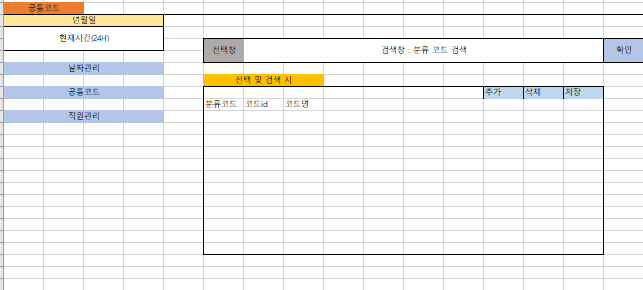 공통코드
년월일
현재시간(24H)
선택창 검색창 : 분류 코드 검색 확인
날짜관리
선택 및 검색 시
공통코드
추가 삭제 저장
분류코드 코드id 코드명
직원관리